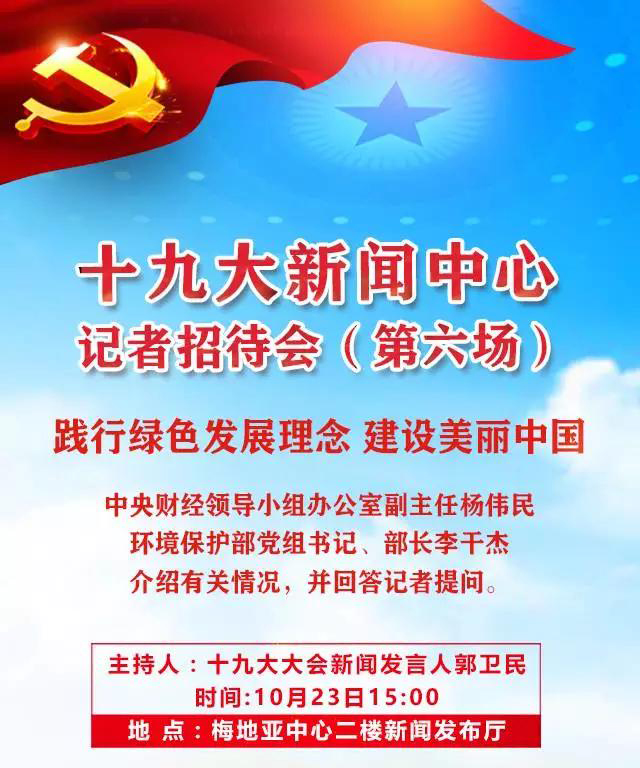 十九大新闻中心
记者招待会（第六场）
践行绿色发展理念 建设美丽中国
中央财经领导小组办公室副主任杨伟民
环境保护部党组书记、部长李干杰
介绍有关情况，并回答记者提问。
主持人：十九大大会新闻发言人郭卫民
时间:10月23日15:00
地 点：梅地亚中心二楼新闻发布厅